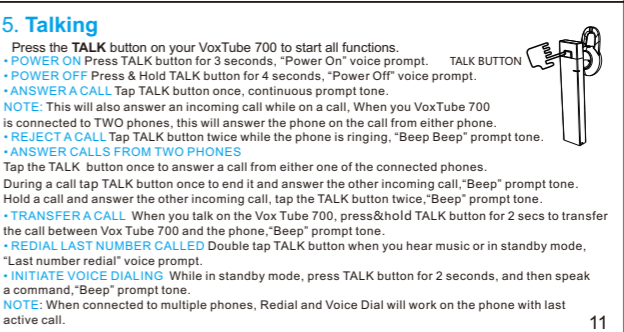 5. Talking
Press the TALK button on your VoxTube 700 to start all functions.
• POWER ON Press TALK button for 3 seconds, “Power On” voice prompt.
TALK BUTTON
• POWER OFF Press & Hold TALK button for 4 seconds, “Power Off” voice prompt.
• ANSWER A CALL Tap TALK button once, continuous prompt tone.
NOTE: This will also answer an incoming call while on a call, When you VoxTube 700
is connected to TWO phones, this will answer the phone on the call from either phone.
• REJECT A CALL Tap TALK button twice while the phone is ringing, “Beep Beep” prompt tone.
• ANSWER CALLS FROM TWO PHONES
Tap the TALK button once to answer a call from either one of the connected phones.
During a call tap TALK button once to end it and answer the other incoming call,“Beep” prompt tone.
Hold a call and answer the other incoming call, tap the TALK button twice,“Beep” prompt tone.
• TRANSFER A CALL When you talk on the Vox Tube 700, press&hold TALK button for 2 secs to transfer
the call between Vox Tube 700 and the phone,“Beep” prompt tone.
• REDIAL LAST NUMBER CALLED Double tap TALK button when you hear music or in standby mode,
“Last number redial” voice prompt.
• INITIATE VOICE DIALING While in standby mode, press TALK button for 2 seconds, and then speak
a command,“Beep” prompt tone.
NOTE: When connected to multiple phones, Redial and Voice Dial will work on the phone with last
active call.
11